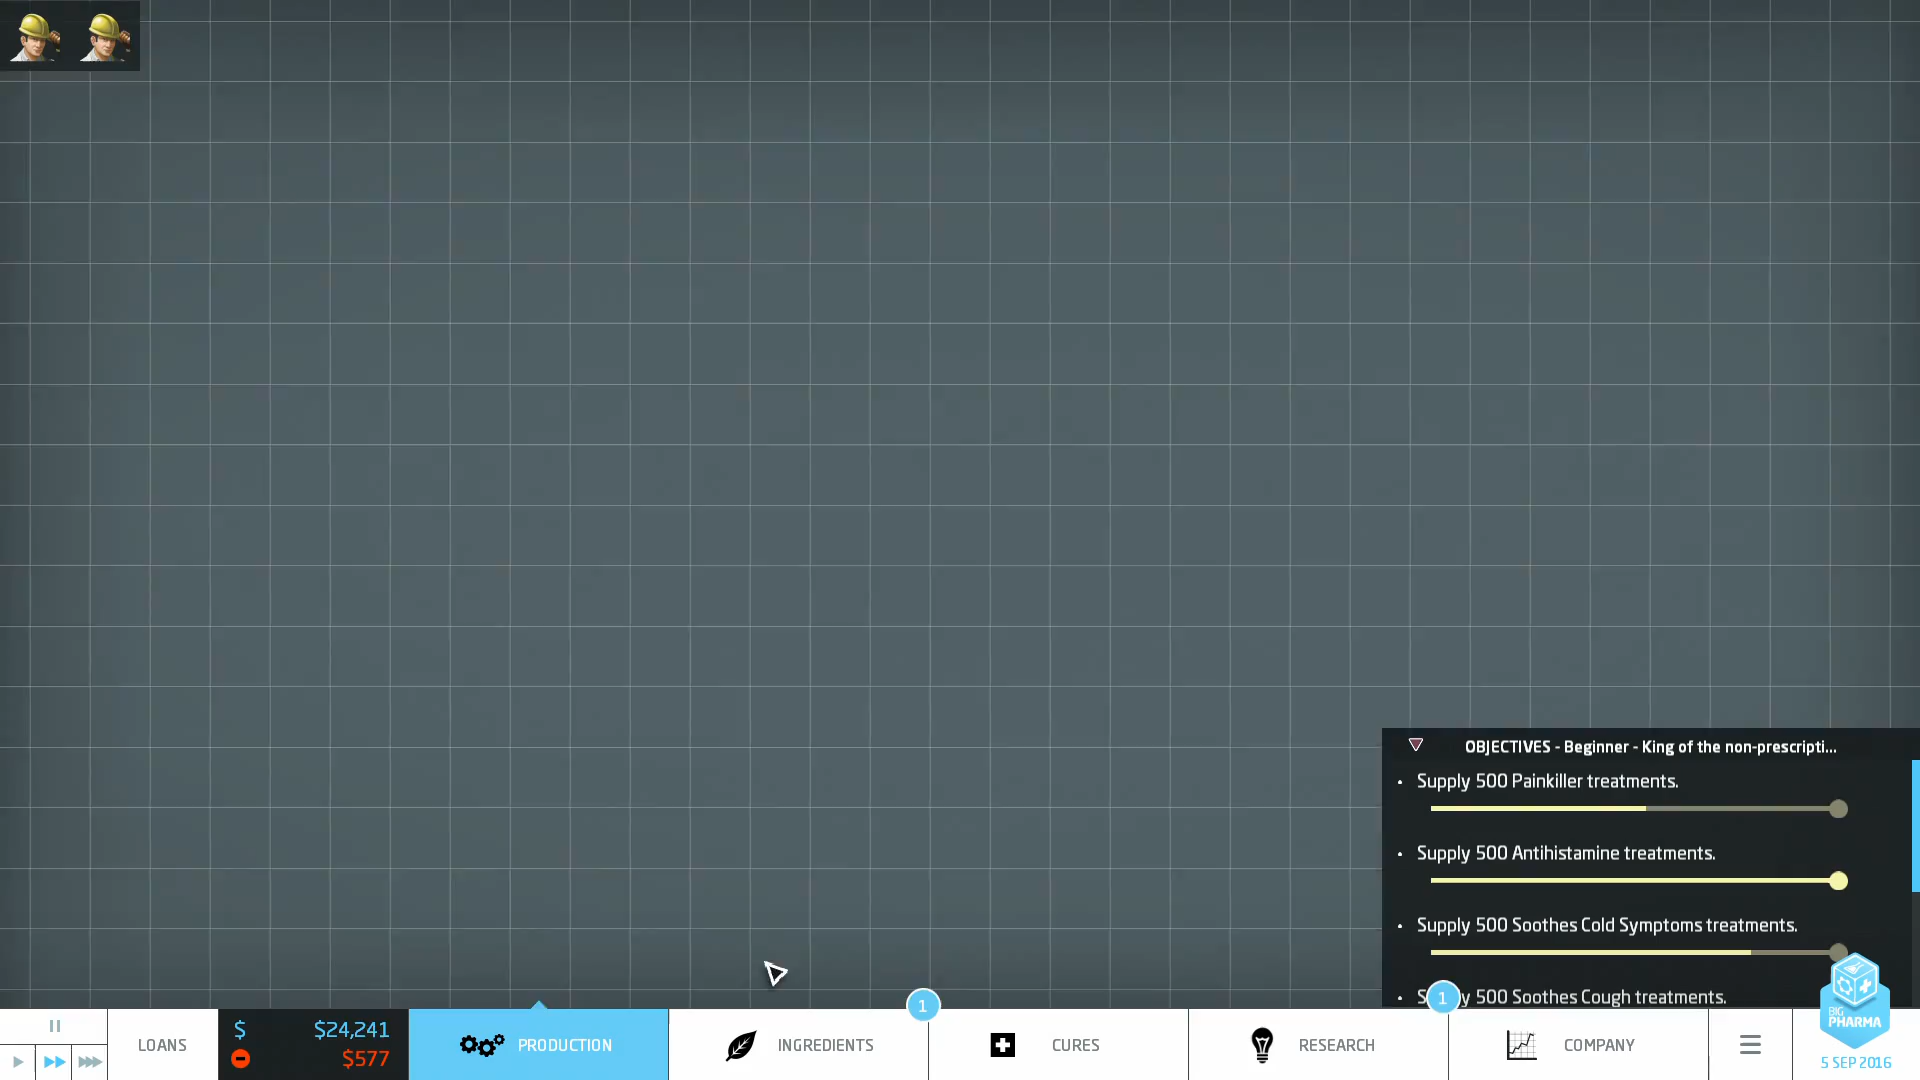 OBJECTIVES - Beginner - King of the non-prescripti...
• Supply 500 Painkiller treatments.
• Supply 500 Antihistamine treatments.
• Supply 500 Soothes Cold Symptoms treatments.
• S 1 y 500 Soothes Cough treatments.
LOANS
$ $24,241
$577
PRODUCTION
INGREDIENTS
1
CURES
RESEARCH
COMPANY
BIG
PHARMA
5 SEP 2016